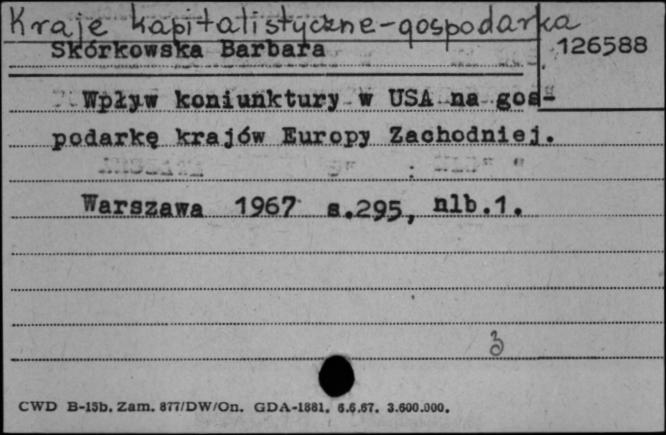 Kraje kapitalistyczne-gospodarka
Skórkowska Barbara
126588
Wpływ koniunktury w USA na gos-
podarkę krajów Europy Zachodniej.
Warszawa 1967 s.295, nlb.1.
3
CWD B-15b. Zam. 877/DW/On. GDA-1881. 6.6.67. 3.600.000.